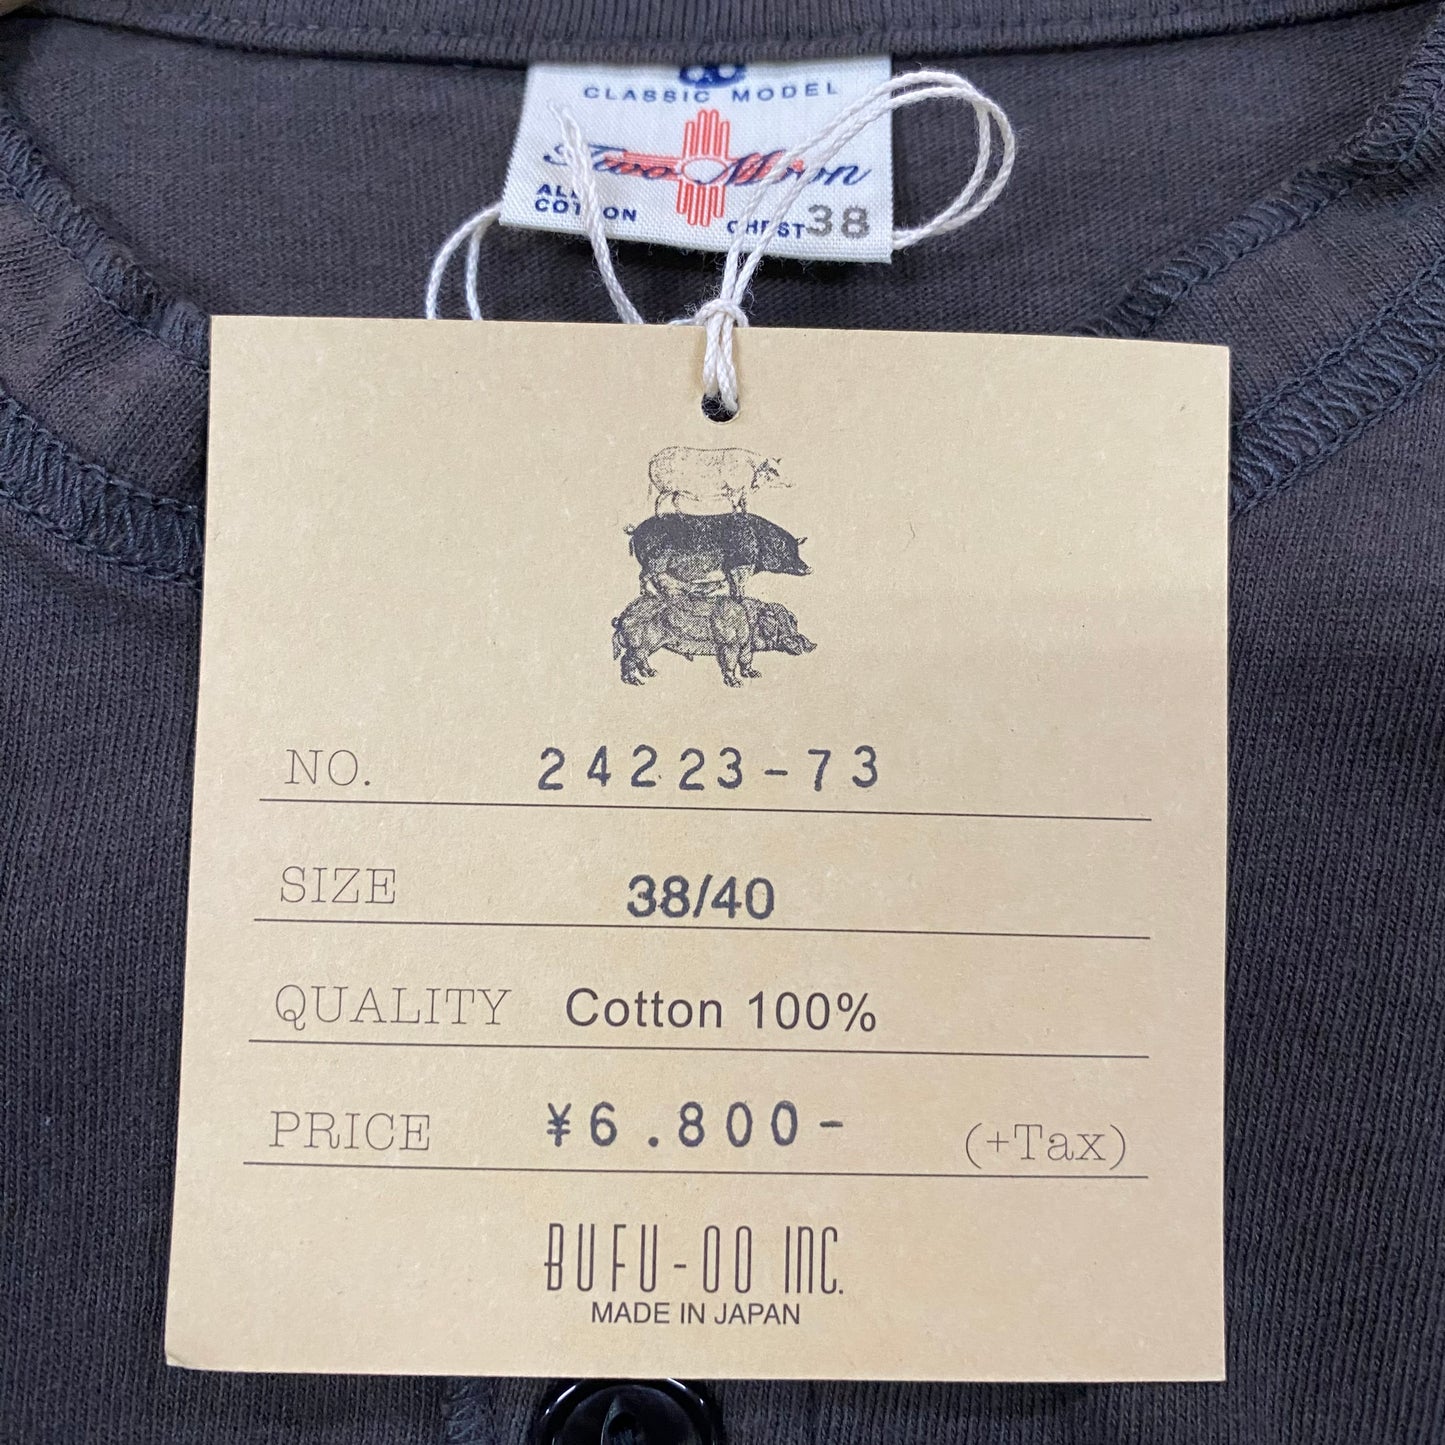 CLASSIC MODEL
Two Moon
ALL COTTON
CHEST 38
NO. 24223-73
SIZE 38/40
QUALITY Cotton 100%
PRICE ¥6.800- (+Tax)
BUFU-OO INC.
MADE IN JAPAN